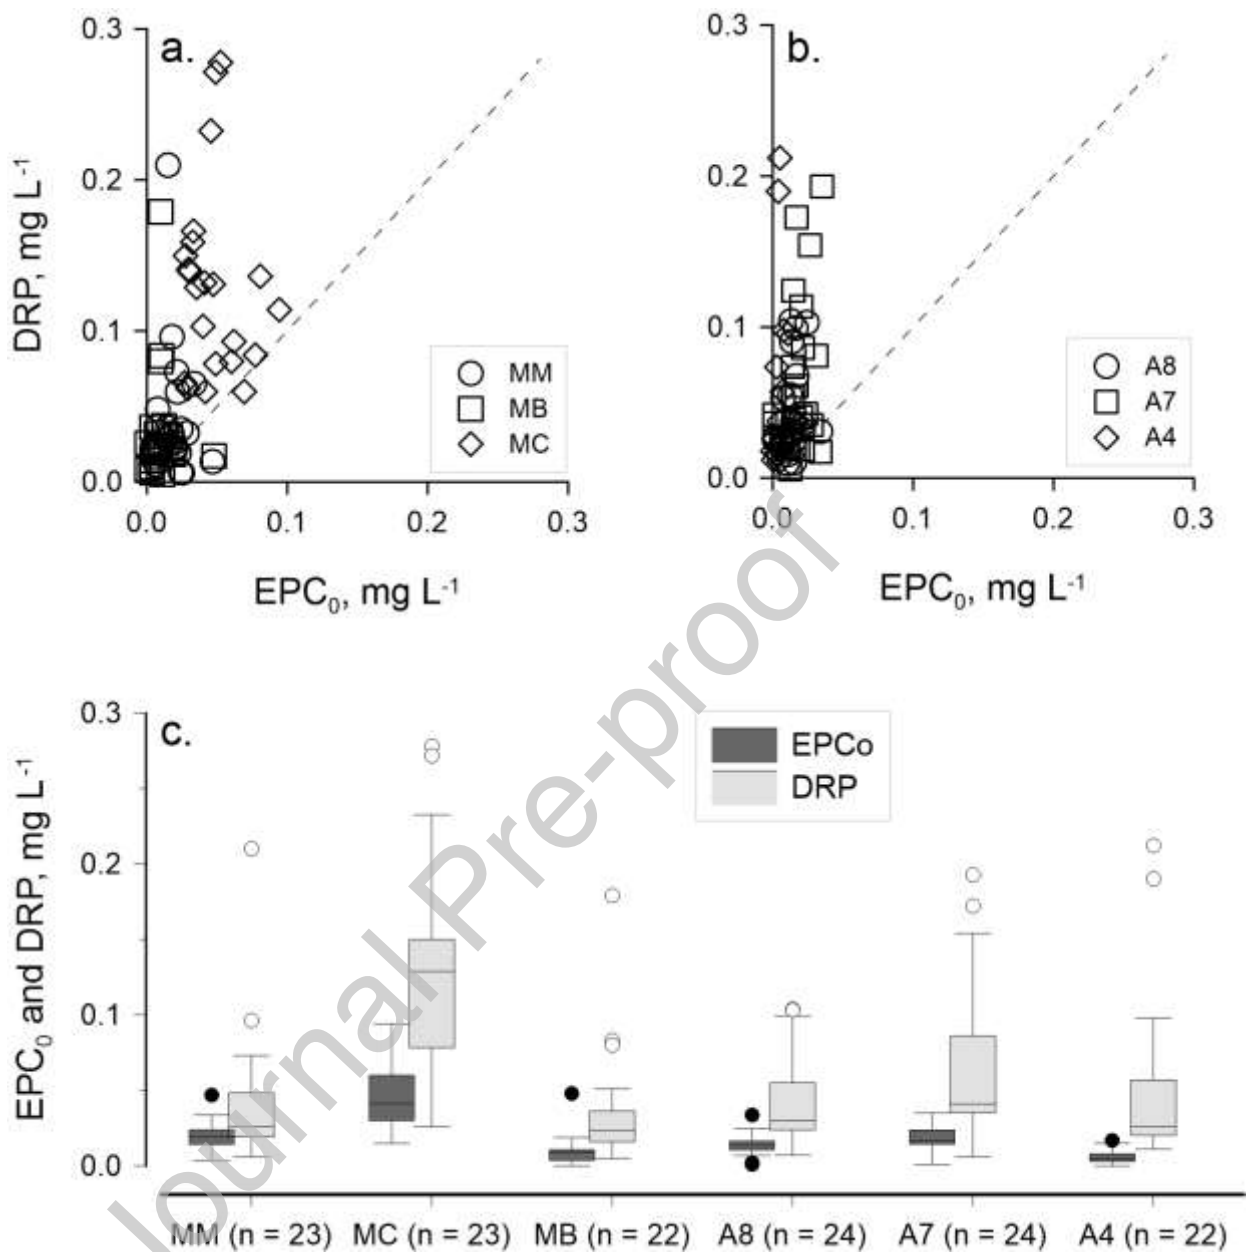 a.
0.3
0.2
0.1
0.0
DRP, mg L⁻¹
MM
MB
MC
0.0 0.1 0.2 0.3
EPC₀, mg L⁻¹
b.
0.3
0.2
0.1
0.0
A8
A7
A4
0.0 0.1 0.2 0.3
EPC₀, mg L⁻¹
c.
0.3
0.2
0.1
0.0
EPC₀ and DRP, mg L⁻¹
EPCo
DRP
MM (n = 23) MC (n = 23) MB (n = 22) A8 (n = 24) A7 (n = 24) A4 (n = 22)
Journal Pre-proof